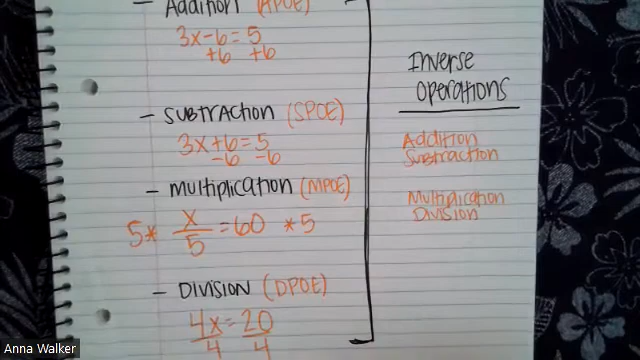 - Addition (APOE)
3x-6=5
+6 +6
- Subtraction (SPOE)
3x+6=5
-6 -6
- Multiplication (MPOE)
5* x/5 = 60 *5
- Division (DPOE)
4x=20
4 4
Inverse
Operations
Addition
Subtraction
Multiplication
Division
Anna Walker